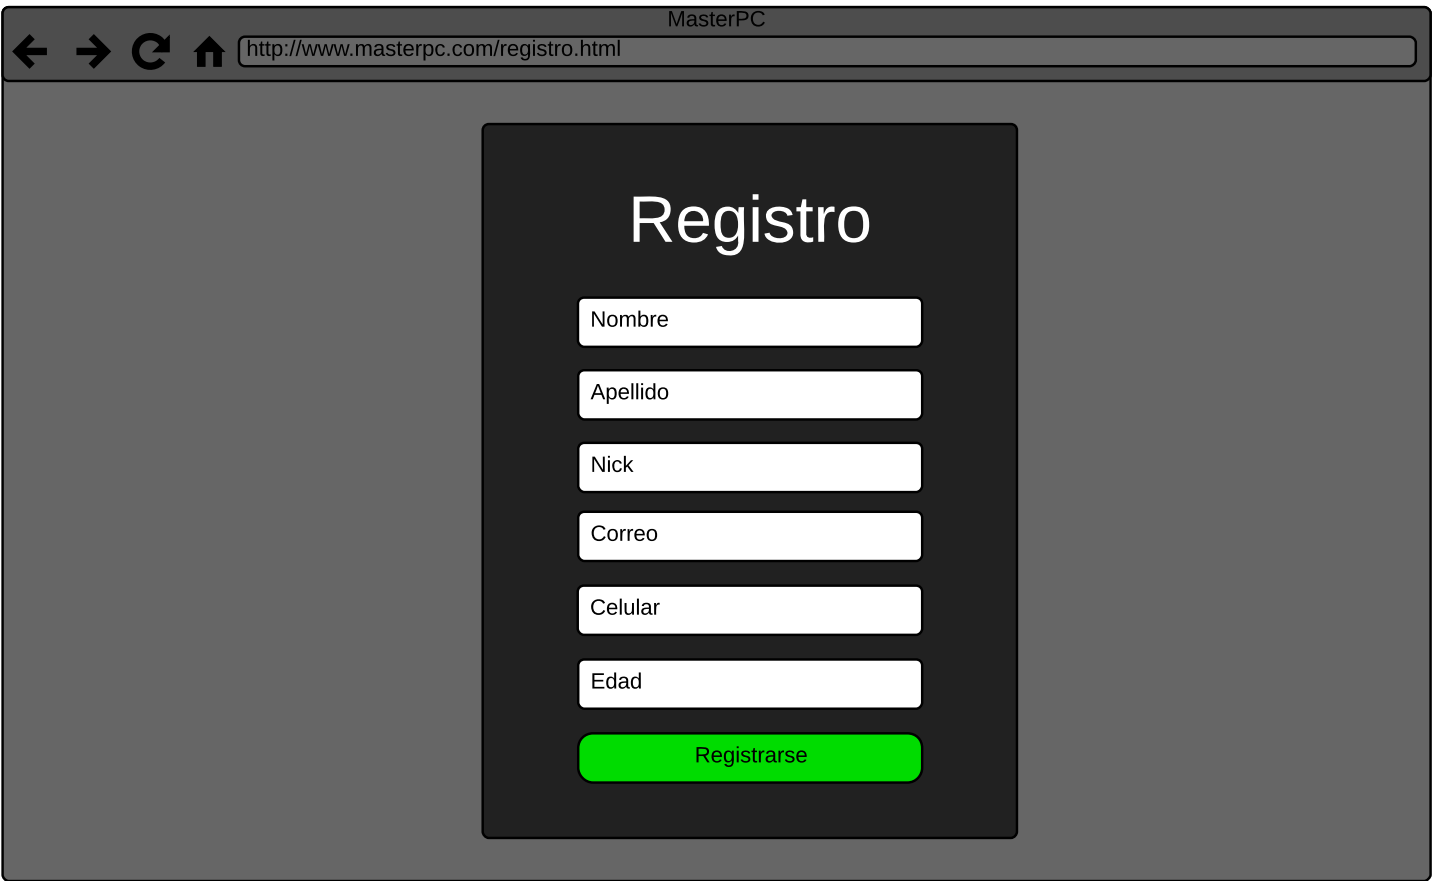 MasterPC
http://www.masterpc.com/registro.html
Registro
Nombre
Apellido
Nick
Correo
Celular
Edad
Registrarse